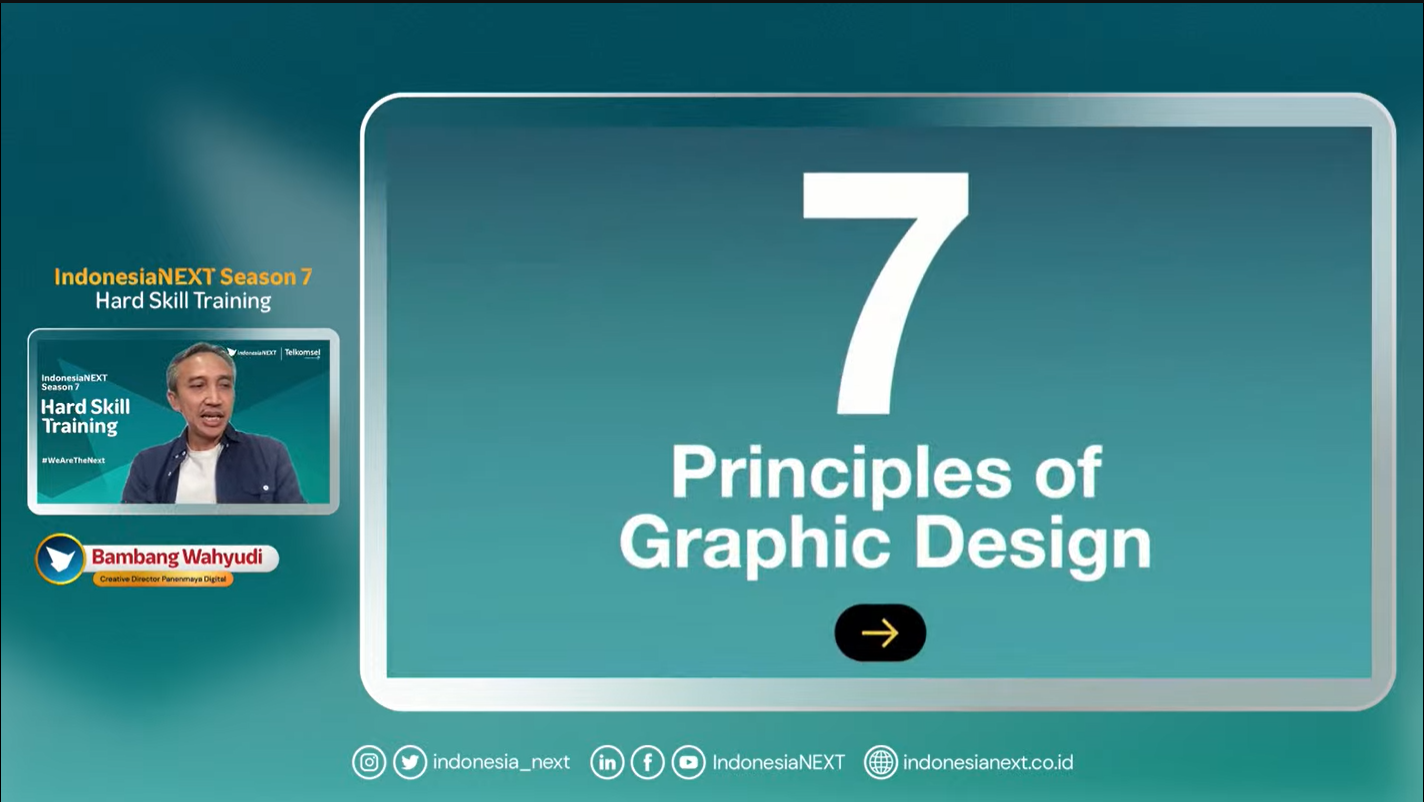 IndonesiaNEXT Season 7
Hard Skill Training
IndonesiaNEXT | Telkomsel
IndonesiaNEXT
Season 7
Hard Skill
Training
#WeAreTheNext
Bambang Wahyudi
Creative Director Panenmaya Digital
7
Principles of
Graphic Design
indonesia_next
IndonesiaNEXT
indonesianext.co.id